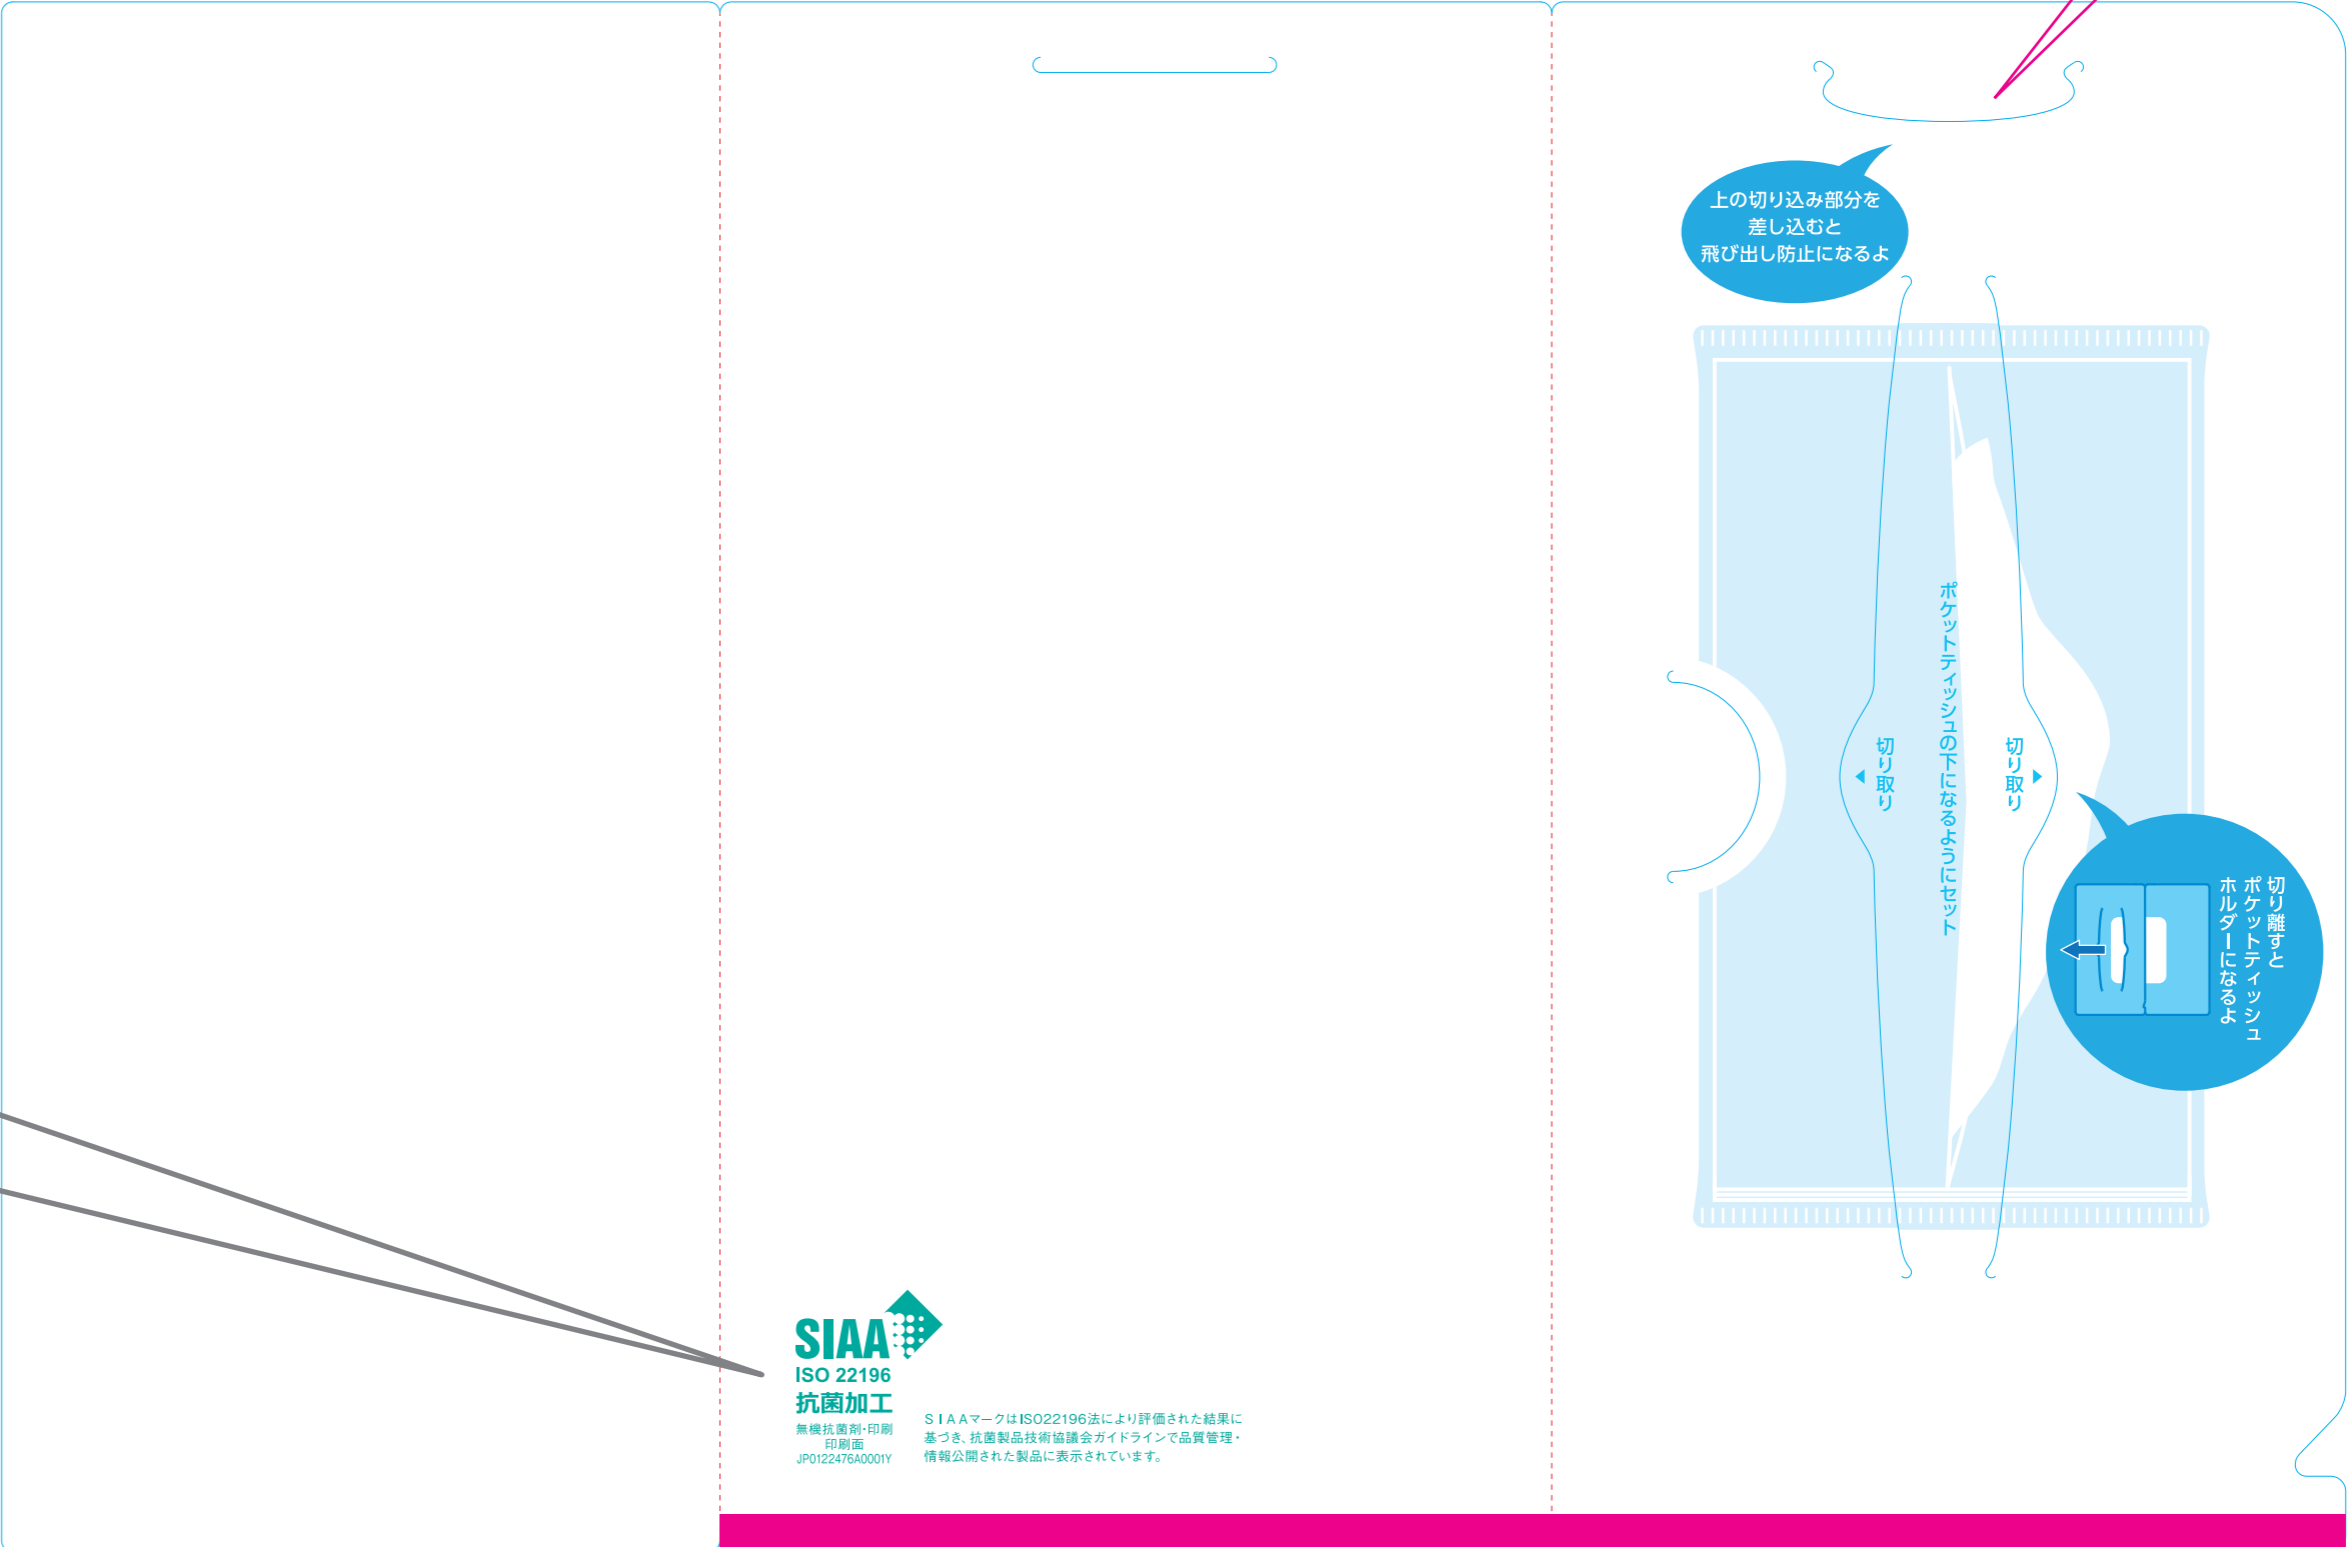 上の切り込み部分を
差し込むと
飛び出し防止になるよ
ポケットティッシュの下になるようにセット
切り取り
切り取り
切り離すと
ポケットティッシュ
ホルダーになるよ
SIAA
ISO 22196
抗菌加工
無機抗菌剤・印刷
印刷面
JP0122476A0001Y
ＳＩＡＡマークはISO22196法により評価された結果に
基づき、抗菌製品技術協議会ガイドラインで品質管理・
情報公開された製品に表示されています。